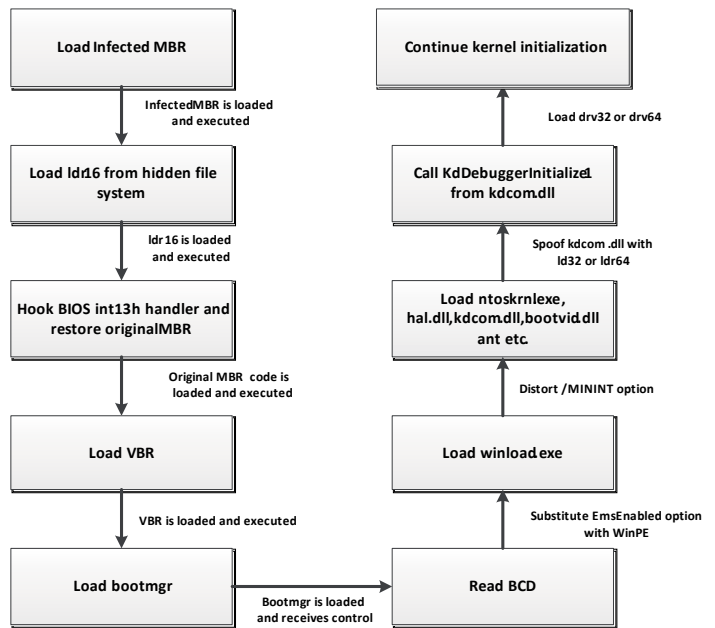 Load Infected MBR
InfectedMBR is loaded
and executed
Load ldr16 from hidden file
system
ldr16 is loaded
and executed
Hook BIOS int13h handler and
restore originalMBR
Original MBR code is
loaded and executed
Load VBR
VBR is loaded and executed
Load bootmgr
Bootmgr is loaded
and receives control
Read BCD
Substitute EmsEnabled option
with WinPE
Load winload.exe
Distort /MININT option
Load ntoskrnlexe,
hal.dll,kdcom.dll,bootvid.dll
ant etc.
Spoof kdcom .dll with
ld32 or ldr64
Call KdDebuggerInitialize1
from kdcom.dll
Load drv32 or drv64
Continue kernel initialization